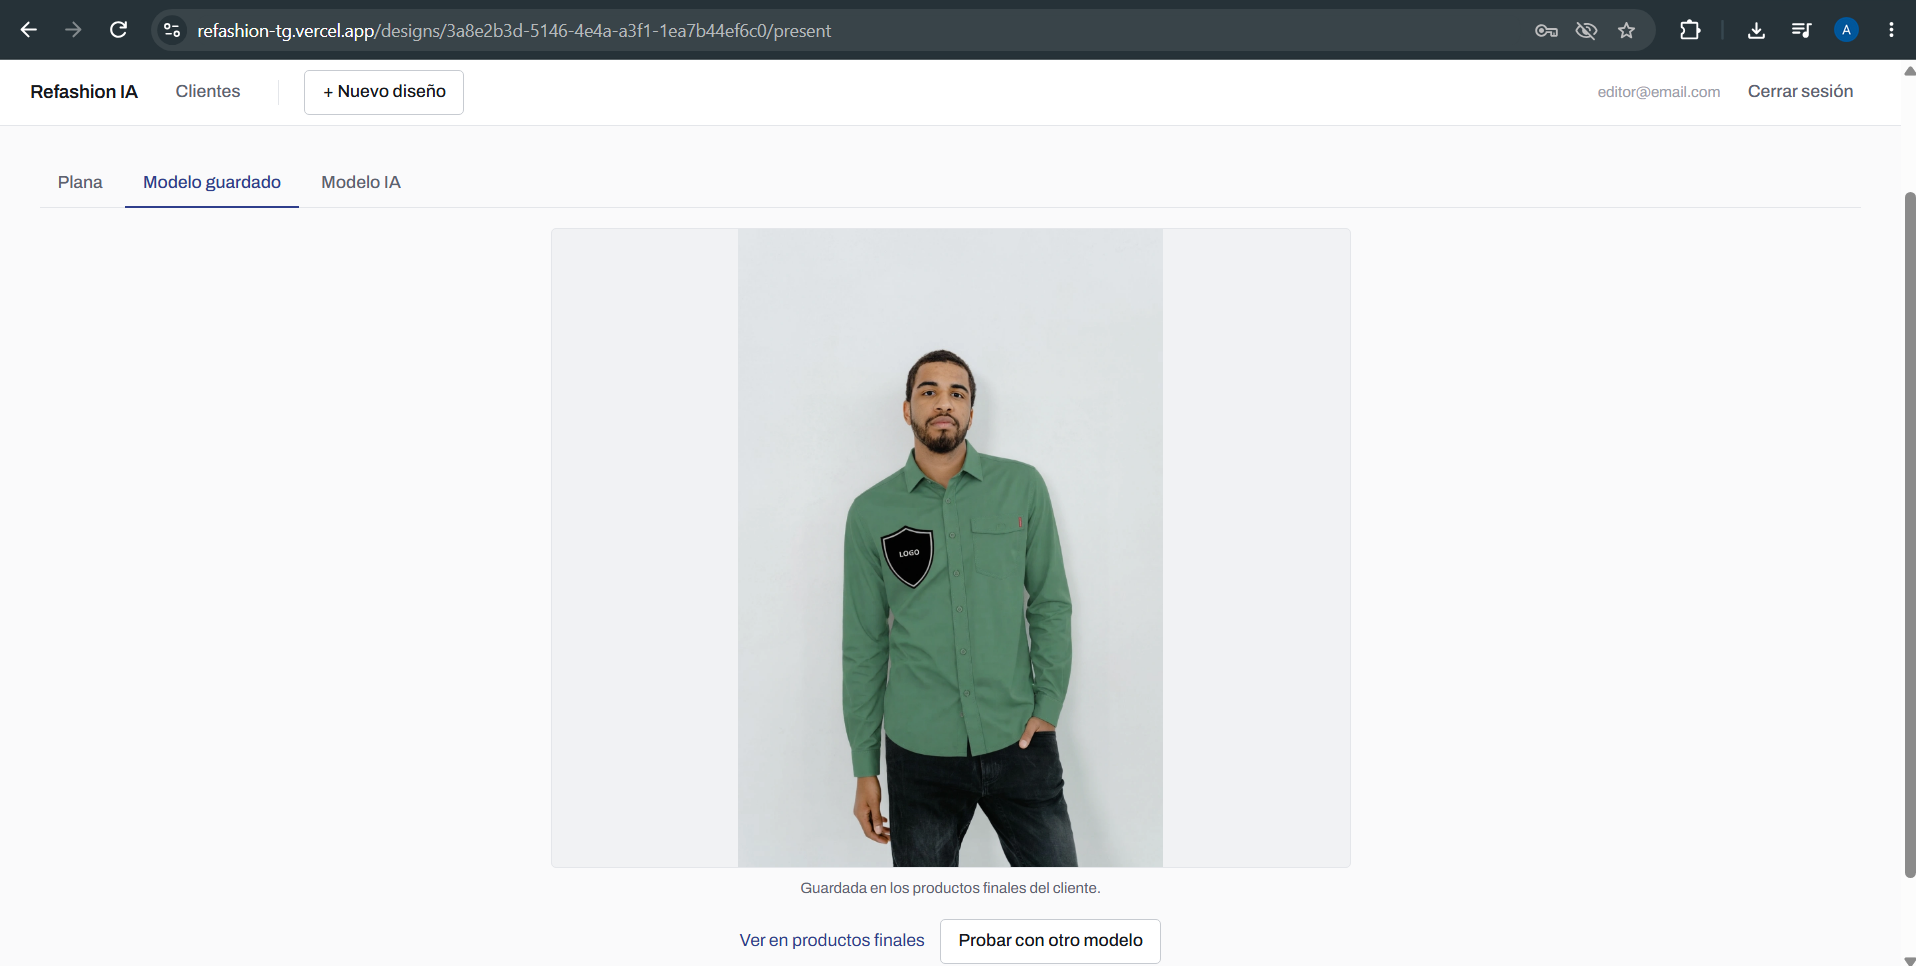 refashion-tg.vercel.app/designs/3a8e2b3d-5146-4e4a-a3f1-1ea7b44ef6c0/present
A
Refashion IA
Clientes
+ Nuevo diseño
editor@email.com
Cerrar sesión
Plana
Modelo guardado
Modelo IA
LOGO
Guardada en los productos finales del cliente.
Ver en productos finales
Probar con otro modelo